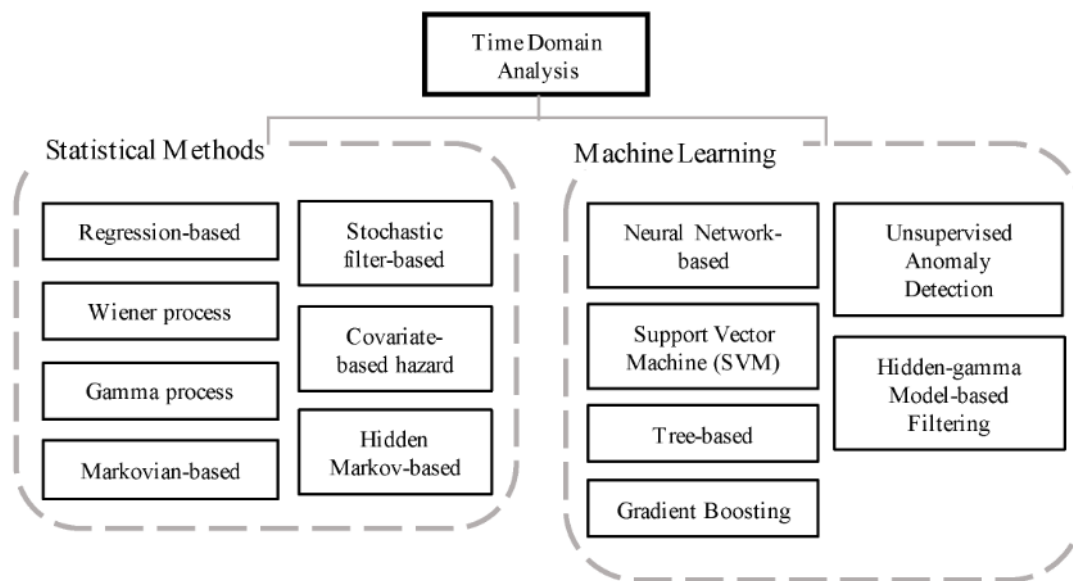 Time Domain
Analysis
Statistical Methods
Regression-based
Wiener process
Gamma process
Markovian-based
Stochastic
filter-based
Covariate-
based hazard
Hidden
Markov-based
Machine Learning
Neural Network-
based
Support Vector
Machine (SVM)
Tree-based
Gradient Boosting
Unsupervised
Anomaly
Detection
Hidden-gamma
Model-based
Filtering